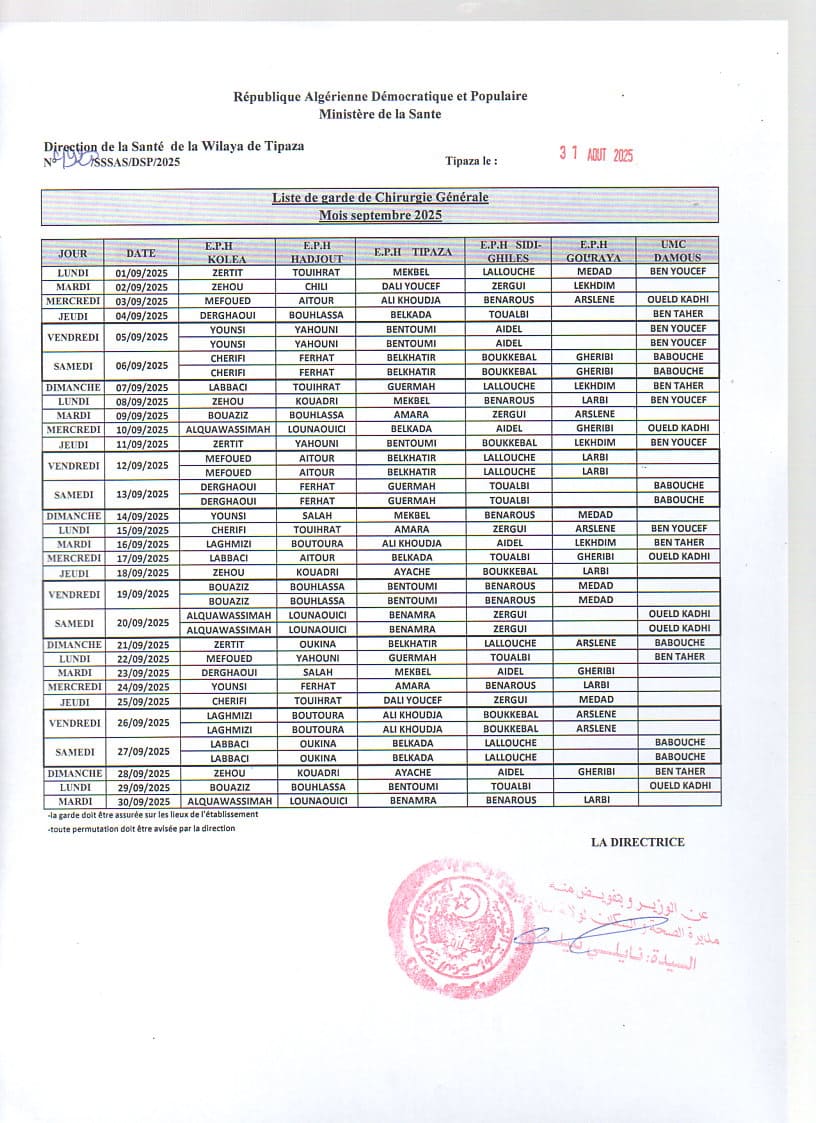 République Algérienne Démocratique et Populaire
Ministère de la Santé
Direction de la Santé de la Wilaya de Tipaza
N° /SSSAS/DSP/2025
Tipaza le : 31 AOUT 2025
Liste de garde de Chirurgie Générale
Mois septembre 2025
JOUR DATE E.P.H KOLEA E.P.H HADJOUT E.P.H TIPAZA E.P.H SIDI-GHILES E.P.H GOURAYA UMC DAMOUS
LUNDI 01/09/2025 ZERTIT TOUIHRAT MEKBEL LALLOUCHE MEDAD BEN YOUCEF
MARDI 02/09/2025 ZEHOU CHILI DALI YOUCEF ZERGUI LEKHDIM
MERCREDI 03/09/2025 MEFOUED AITOUR ALI KHOUDJA BENAROUS ARSLENE OUELD KADHI
JEUDI 04/09/2025 DERGHAOUI BOUHLASSA BELKADA TOUALBI BEN TAHER
VENDREDI 05/09/2025 YOUNSI YAHOUNI BENTOUMI AIDEL BEN YOUCEF
YOUNSI YAHOUNI BENTOUMI AIDEL BEN YOUCEF
SAMEDI 06/09/2025 CHERIFI FERHAT BELKHATIR BOUKKEBAL GHERIBI BABOUCHE
CHERIFI FERHAT BELKHATIR BOUKKEBAL GHERIBI BABOUCHE
DIMANCHE 07/09/2025 LABBACI TOUIHRAT GUERMAH LALLOUCHE LEKHDIM BEN TAHER
LUNDI 08/09/2025 ZEHOU KOUADRI MEKBEL BENAROUS LARBI BEN YOUCEF
MARDI 09/09/2025 BOUAZIZ BOUHLASSA AMARA ZERGUI ARSLENE
MERCREDI 10/09/2025 ALQUAWASSIMAH LOUNAOUICI BELKADA AIDEL GHERIBI OUELD KADHI
JEUDI 11/09/2025 ZERTIT YAHOUNI BENTOUMI BOUKKEBAL LEKHDIM BEN YOUCEF
VENDREDI 12/09/2025 MEFOUED AITOUR BELKHATIR LALLOUCHE LARBI
MEFOUED AITOUR BELKHATIR LALLOUCHE LARBI
SAMEDI 13/09/2025 DERGHAOUI FERHAT GUERMAH TOUALBI BABOUCHE
DERGHAOUI FERHAT GUERMAH TOUALBI BABOUCHE
DIMANCHE 14/09/2025 YOUNSI SALAH MEKBEL BENAROUS MEDAD
LUNDI 15/09/2025 CHERIFI TOUIHRAT AMARA ZERGUI ARSLENE BEN YOUCEF
MARDI 16/09/2025 LAGHMIZI BOUTOURA ALI KHOUDJA AIDEL LEKHDIM BEN TAHER
MERCREDI 17/09/2025 LABBACI AITOUR BELKADA TOUALBI GHERIBI OUELD KADHI
JEUDI 18/09/2025 ZEHOU KOUADRI AYACHE BOUKKEBAL LARBI
VENDREDI 19/09/2025 BOUAZIZ BOUHLASSA BENTOUMI BENAROUS MEDAD
BOUAZIZ BOUHLASSA BENTOUMI BENAROUS MEDAD
SAMEDI 20/09/2025 ALQUAWASSIMAH LOUNAOUICI BENAMRA ZERGUI OUELD KADHI
ALQUAWASSIMAH LOUNAOUICI BENAMRA ZERGUI OUELD KADHI
DIMANCHE 21/09/2025 ZERTIT OUKINA BELKHATIR LALLOUCHE ARSLENE BABOUCHE
LUNDI 22/09/2025 MEFOUED YAHOUNI GUERMAH TOUALBI BEN TAHER
MARDI 23/09/2025 DERGHAOUI SALAH MEKBEL AIDEL GHERIBI
MERCREDI 24/09/2025 YOUNSI FERHAT AMARA BENAROUS LARBI
JEUDI 25/09/2025 CHERIFI TOUIHRAT DALI YOUCEF ZERGUI MEDAD
VENDREDI 26/09/2025 LAGHMIZI BOUTOURA ALI KHOUDJA BOUKKEBAL ARSLENE
LAGHMIZI BOUTOURA ALI KHOUDJA BOUKKEBAL ARSLENE
SAMEDI 27/09/2025 LABBACI OUKINA BELKADA LALLOUCHE BABOUCHE
LABBACI OUKINA BELKADA LALLOUCHE BABOUCHE
DIMANCHE 28/09/2025 ZEHOU KOUADRI AYACHE AIDEL GHERIBI BEN TAHER
LUNDI 29/09/2025 BOUAZIZ BOUHLASSA BENTOUMI TOUALBI OUELD KADHI
MARDI 30/09/2025 ALQUAWASSIMAH LOUNAOUICI BENAMRA BENAROUS LARBI
-la garde doit être assurée sur les lieux de l'établissement
-toute permutation doit être avisée par la direction
LA DIRECTRICE
عن الوزير و بتفويض منه
مديرة الصحة و السكان لولاية
السيدة: نايلي